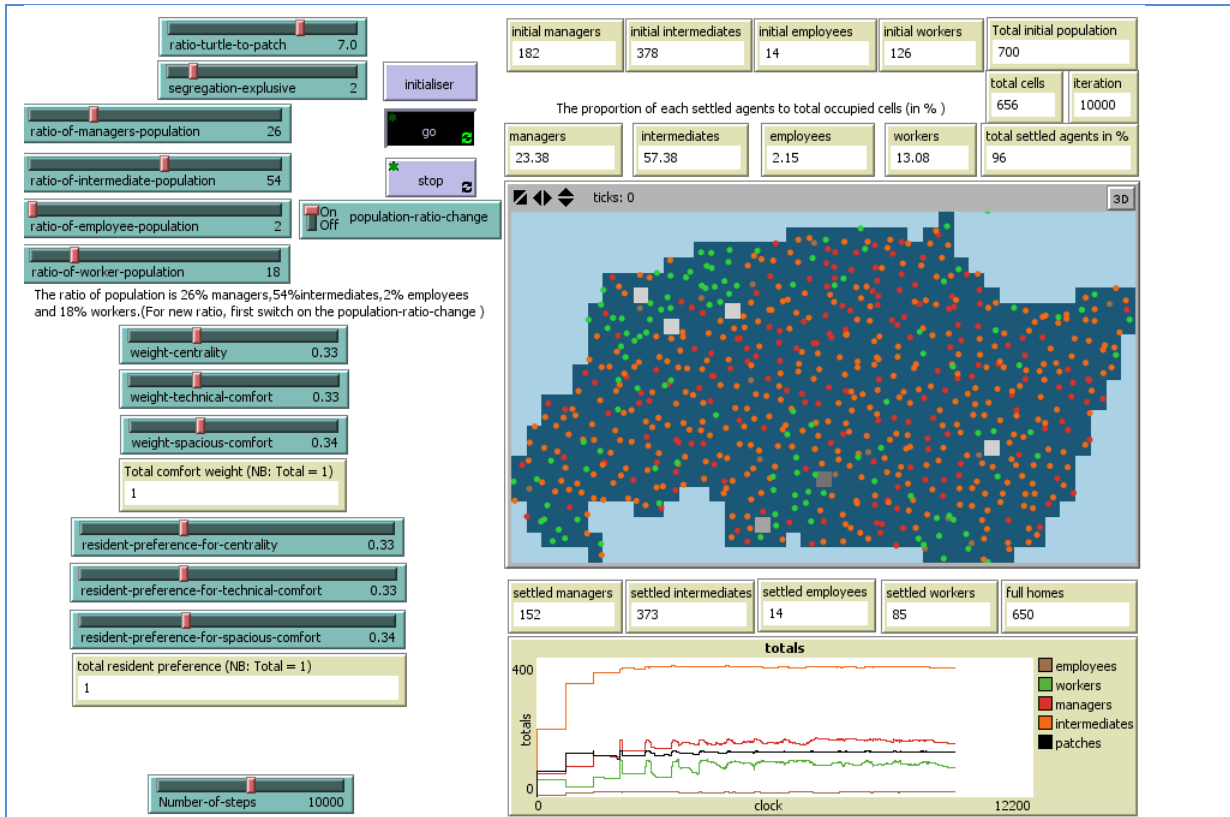 ratio-turtle-to-patch 7.0
segregation-explusive 2
initialiser
ratio-of-managers-population 26
go
ratio-of-intermediate-population 54
stop
ratio-of-employee-population 2
On
Off
population-ratio-change
ratio-of-worker-population 18
The ratio of population is 26% managers,54%intermediates,2% employees
and 18% workers.(For new ratio, first switch on the population-ratio-change )
weight-centrality 0.33
weight-technical-comfort 0.33
weight-spacious-comfort 0.34
Total comfort weight (NB: Total = 1)
1
resident-preference-for-centrality 0.33
resident-preference-for-technical-comfort 0.33
resident-preference-for-spacious-comfort 0.34
total resident preference (NB: Total = 1)
1
Number-of-steps 10000
initial managers
182
initial intermediates
378
initial employees
14
initial workers
126
Total initial population
700
total cells
656
iteration
10000
The proportion of each settled agents to total occupied cells (in % )
managers
23.38
intermediates
57.38
employees
2.15
workers
13.08
total settled agents in %
96
ticks: 0
3D
settled managers
152
settled intermediates
373
settled employees
14
settled workers
85
full homes
650
totals
400
totals
0
0
clock
12200
employees
workers
managers
intermediates
patches